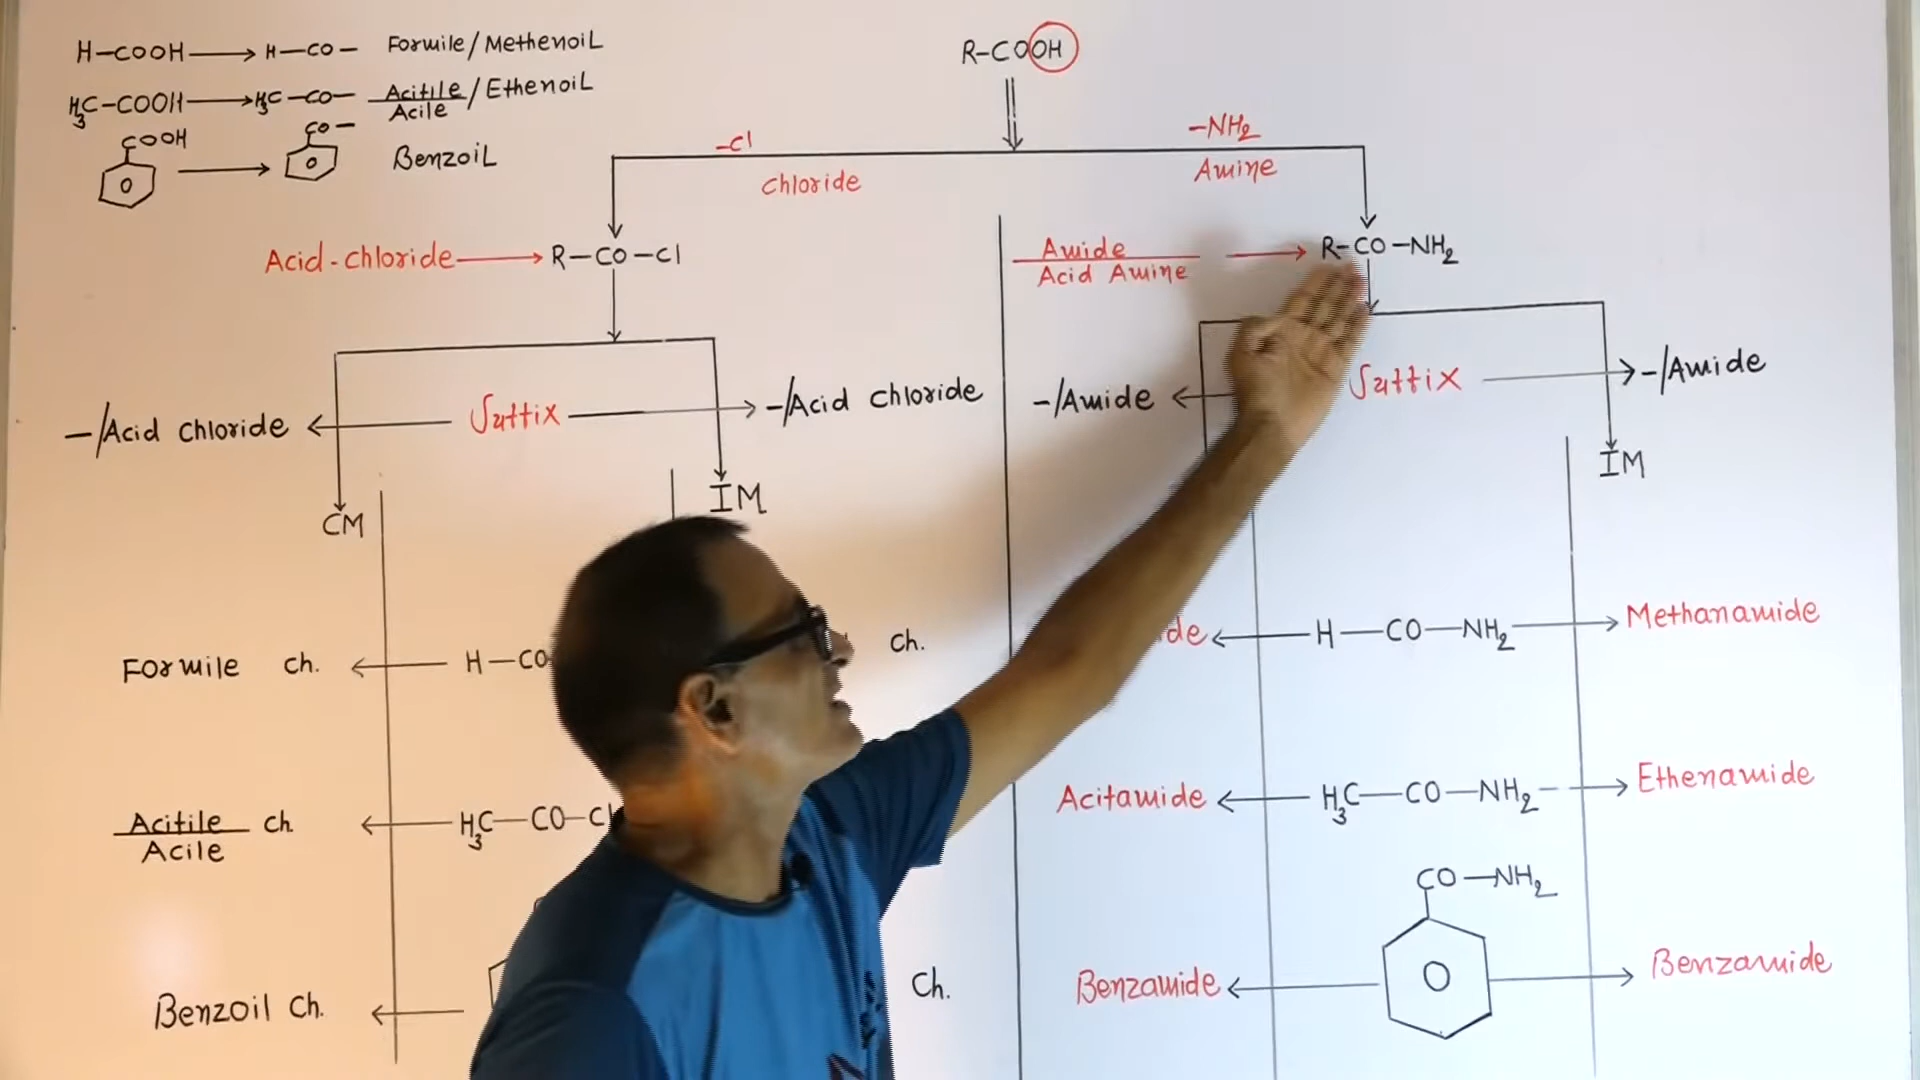 H-COOH → H-CO- Formile/MethenoiL
H₃C-COOH → H₃C-CO- Acitile/EthenoiL
Acile
COOH → CO- BenzoiL
R-COOH
-Cl
Chloride
-NH₂
Amine
Acid-chloride → R-CO-Cl
Amide
Acid Amine → R-CO-NH₂
-/Acid chloride ← Suffix → -/Acid chloride
CM
IM
-/Amide ← Suffix → -/Amide
IM
Formile ch. ← H-CO
ch.
Acitile ch
Acile ← H₃C-CO-Cl
Benzoil Ch. ←
Ch.
de ← H-CO-NH₂ → Methanamide
Acitamide ← H₃C-CO-NH₂ → Ethenamide
CO-NH₂
Benzamide ← → Benzamide